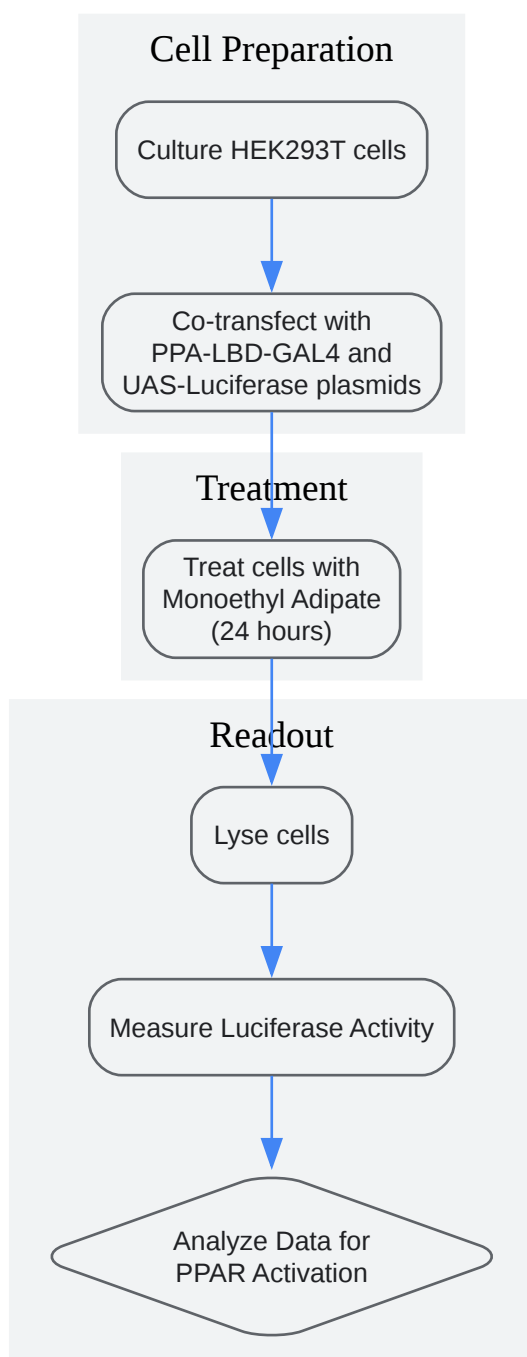 Cell Preparation
Culture HEK293T cells
Co-transfect with
PPA-LBD-GAL4 and
UAS-Luciferase plasmids
Treatment
Treat cells with
Monoethyl Adipate
(24 hours)
Readout
Lyse cells
Measure Luciferase Activity
Analyze Data for
PPAR Activation